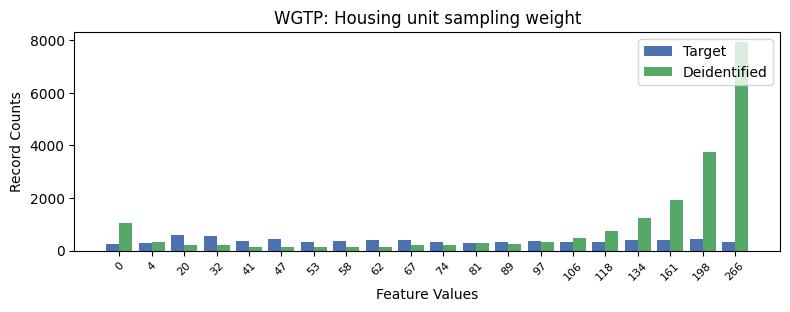 WGTP: Housing unit sampling weight
8000
6000
4000
2000
0
Record Counts
Target
Deidentified
0 4 20 32 41 47 53 58 62 67 74 81 89 97 106 118 134 161 198 266
Feature Values